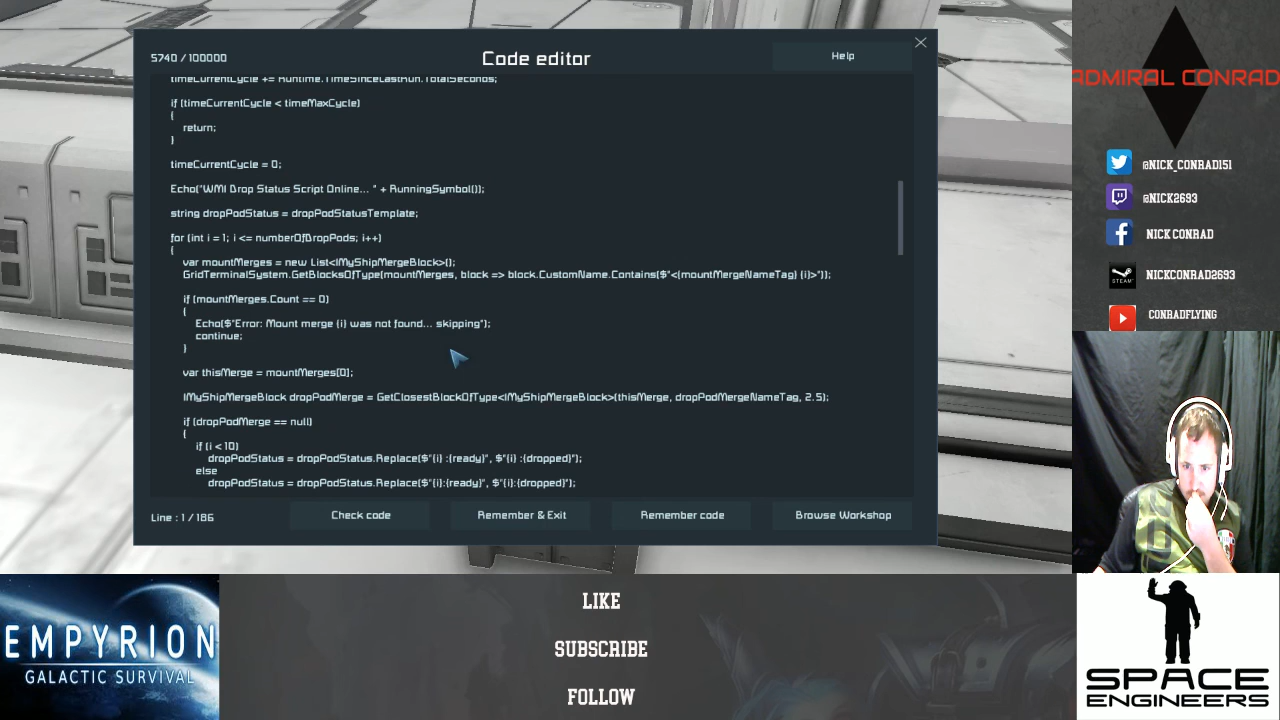 5740 / 100000
Code editor
Help
timeCurrentCycle += Runtime.TimeSinceLastRun.TotalSeconds;
if (timeCurrentCycle < timeMaxCycle)
{
return;
}
timeCurrentCycle = 0;
Echo("WMI Drop Status Script Online... " + RunningSymbol());
string dropPodStatus = dropPodStatusTemplate;
for (int i = 1; i <= numberOfDropPods; i++)
{
var mountMerges = new List<IMyShipMergeBlock>();
GridTerminalSystem.GetBlocksOfType(mountMerges, block => block.CustomName.Contains($"<{mountMergeNameTag} {i}>"));
if (mountMerges.Count == 0)
{
Echo($"Error: Mount merge {i} was not found... skipping");
continue;
}
var thisMerge = mountMerges[0];
IMyShipMergeBlock dropPodMerge = GetClosestBlockOfType<IMyShipMergeBlock>(thisMerge, dropPodMergeNameTag, 2.5);
if (dropPodMerge == null)
{
if (i < 10)
dropPodStatus = dropPodStatus.Replace($"{i} :{ready}", $"{i} :{dropped}");
else
dropPodStatus = dropPodStatus.Replace($"{i}:{ready}", $"{i}:{dropped}");
Line : 1 / 186
Check code
Remember & Exit
Remember code
Browse Workshop
ADMIRAL CONRAD
@NICK_CONRAD151
@NICK2693
NICK CONRAD
STEAM
NICKCONRAD2693
CONRADFLYING
EMPYRION
GALACTIC SURVIVAL
LIKE
SUBSCRIBE
FOLLOW
SPACE
ENGINEERS